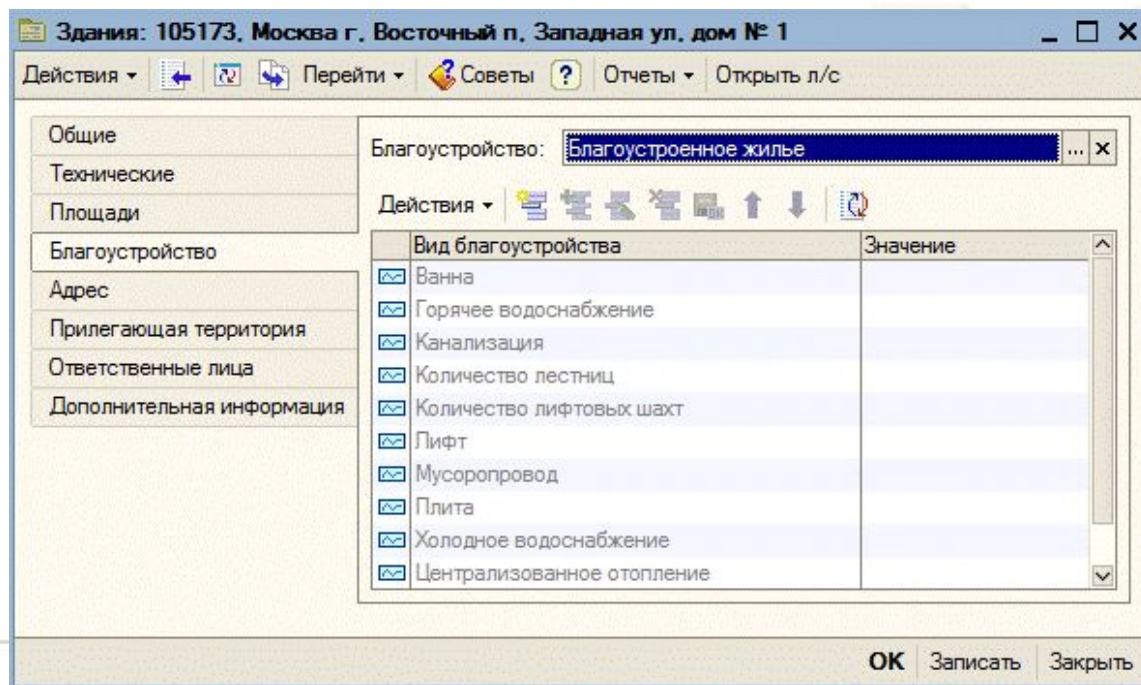 Здания: 105173, Москва г, Восточный п, Западная ул, дом № 1
Действия Перейти Советы ? Отчеты Открыть л/с
Общие
Технические
Площади
Благоустройство
Адрес
Прилегающая территория
Ответственные лица
Дополнительная информация
Благоустройство: Благоустроенное жилье ...
Действия
Вид благоустройства Значение
Ванна
Горячее водоснабжение
Канализация
Количество лестниц
Количество лифтовых шахт
Лифт
Мусоропровод
Плита
Холодное водоснабжение
Централизованное отопление
OK Записать Закрыть